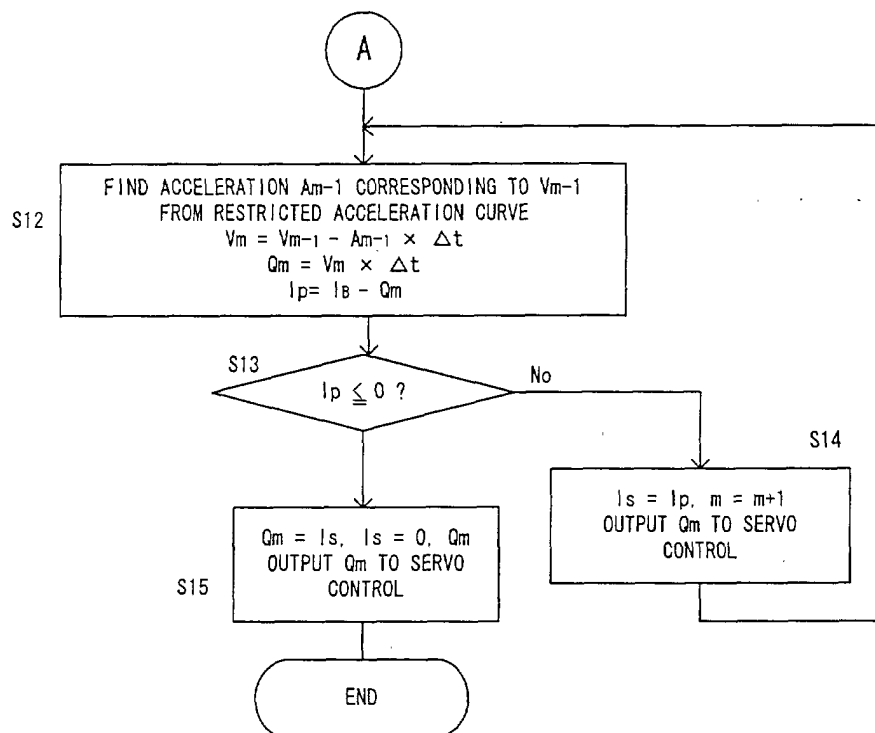 A
S12
FIND ACCELERATION Am-1 CORRESPONDING TO Vm-1
FROM RESTRICTED ACCELERATION CURVE
Vm = Vm-1 - Am-1 × △t
Qm = Vm × △t
Ip= IB - Qm
S13
Ip ≦ 0 ?
No
S14
Is = Ip, m = m+1
OUTPUT Qm TO SERVO
CONTROL
Qm = Is, Is = 0, Qm
OUTPUT Qm TO SERVO
CONTROL
S15
END